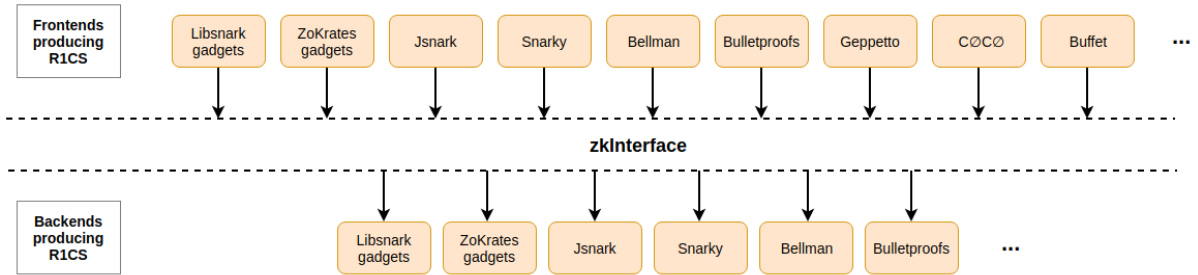 Frontends
producing
R1CS
Libsnark
gadgets
ZoKrates
gadgets
Jsnark
Snarky
Bellman
Bulletproofs
Geppetto
C∅C∅
Buffet
...
zkInterface
Backends
producing
R1CS
Libsnark
gadgets
ZoKrates
gadgets
Jsnark
Snarky
Bellman
Bulletproofs
...